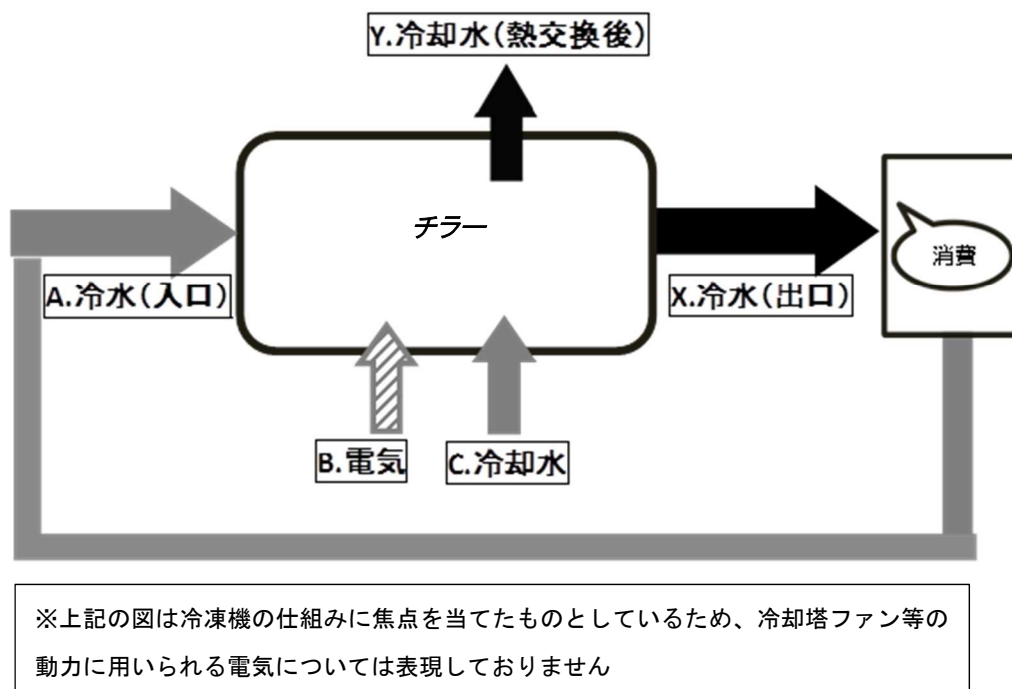 Y.冷却水(熱交換後)
チラー
消費
A.冷水(入口)
X.冷水(出口)
B.電気
C.冷却水
※上記の図は冷凍機の仕組みに焦点を当てたものとしているため、冷却塔ファン等の
動力に用いられる電気については表現しておりません